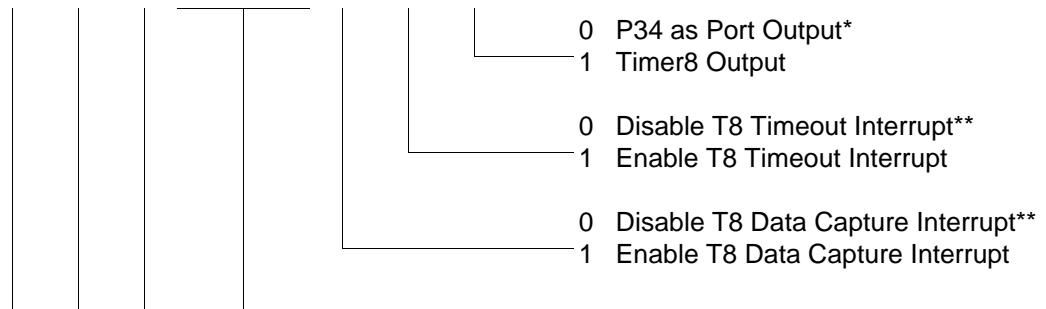 0 P34 as Port Output*
1 Timer8 Output
0 Disable T8 Timeout Interrupt**
1 Enable T8 Timeout Interrupt
0 Disable T8 Data Capture Interrupt**
1 Enable T8 Data Capture Interrupt